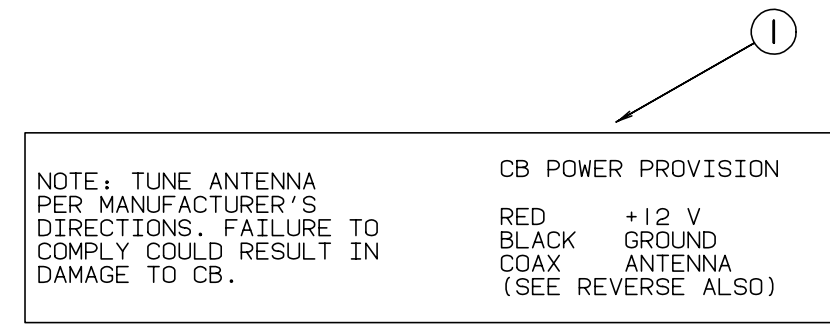 1
NOTE: TUNE ANTENNA
PER MANUFACTURER'S
DIRECTIONS. FAILURE TO
COMPLY COULD RESULT IN
DAMAGE TO CB.
CB POWER PROVISION
RED +12 V
BLACK GROUND
COAX ANTENNA
(SEE REVERSE ALSO)